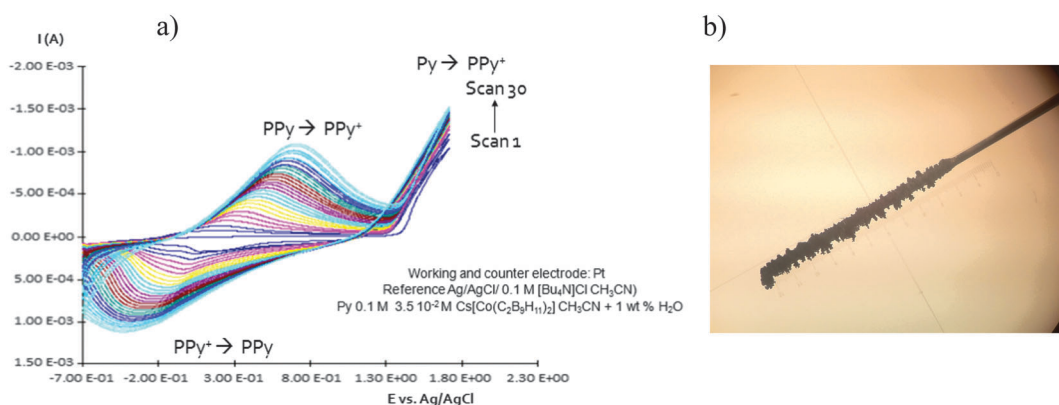 a)
b)
I (A)
-2.00 E-03
-1.50 E-03
-1.00 E-03
-5.00 E-04
0.00 E+00
5.00 E-04
1.00 E-03
1.50 E-03
Py → PPy⁺
Scan 30
Scan 1
PPy → PPy⁺
Working and counter electrode: Pt
Reference Ag/AgCl/ 0.1 M [Bu₄N]Cl CH₃CN)
Py 0.1 M 3.5 10⁻² M Cs[Co(C₂B₉H₁₁)₂] CH₃CN + 1 wt % H₂O
PPy⁺ → PPy
-7.00 E-01 -2.00 E-01 3.00 E-01 8.00 E-01 1.30 E+00 1.80 E+00 2.30 E+00
E vs. Ag/AgCl